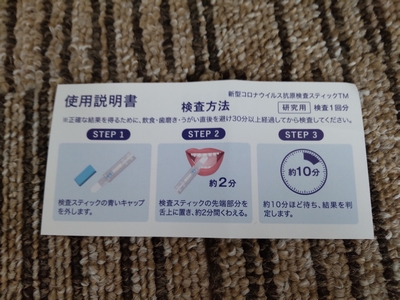 使用説明書
検査方法
新型コロナウイルス抗原検査スティックTM
研究用 検査1回分
※正確な結果を得るために、飲食・歯磨き・うがい直後を避け30分以上経過してから検査してください。
STEP 1
検査スティックの青いキャップ
を外します。
STEP 2
約2分
検査スティックの先端部分を
舌上に置き、約2分間くわえる。
STEP 3
約10分
約10分ほど待ち、結果を判
定します。